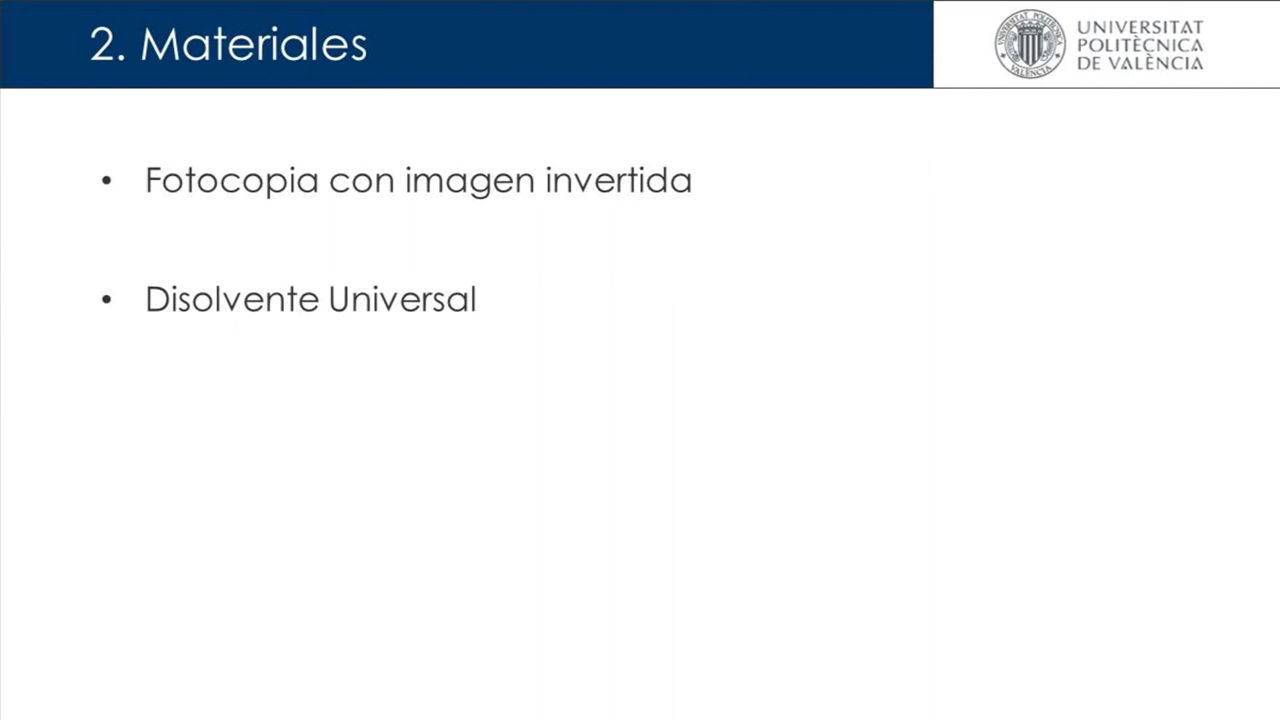 2. Materiales
UNIVERSITAT
POLITÈCNICA
DE VALÈNCIA
• Fotocopia con imagen invertida
• Disolvente Universal